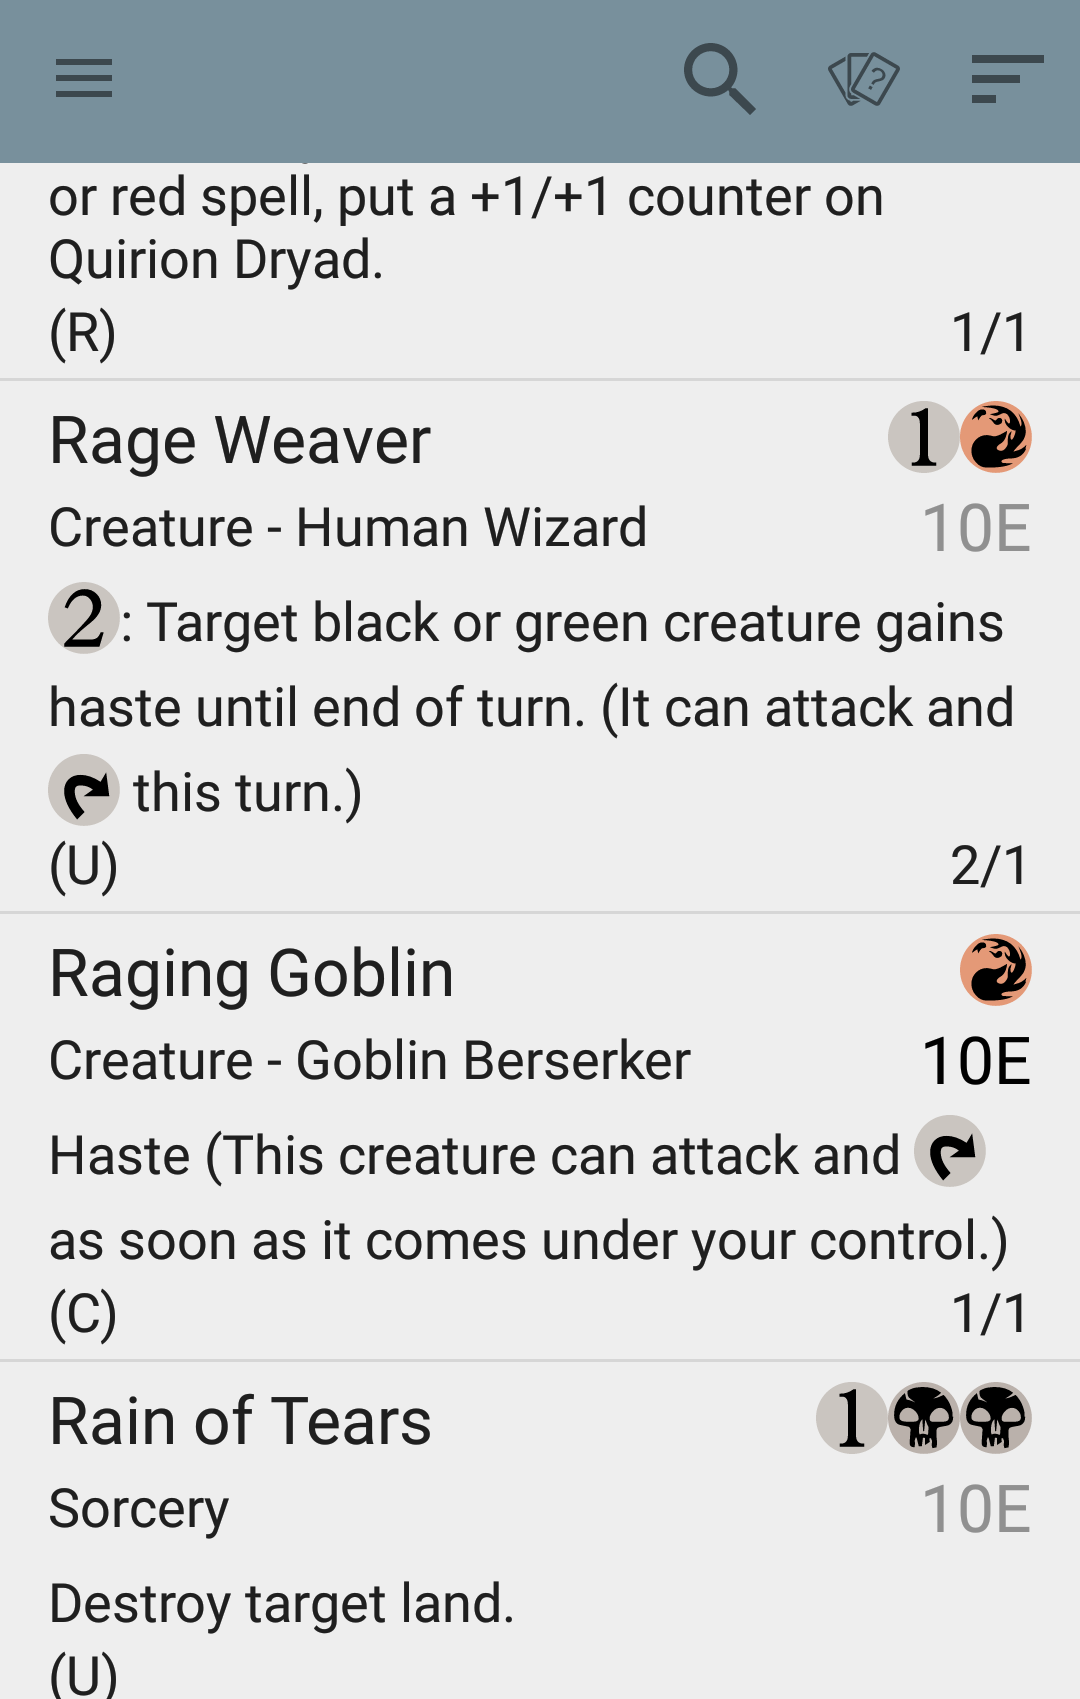 or red spell, put a +1/+1 counter on
Quirion Dryad.
(R) 1/1
Rage Weaver 1
Creature - Human Wizard 10E
2: Target black or green creature gains
haste until end of turn. (It can attack and
this turn.)
(U) 2/1
Raging Goblin
Creature - Goblin Berserker 10E
Haste (This creature can attack and
as soon as it comes under your control.)
(C) 1/1
Rain of Tears 1
Sorcery 10E
Destroy target land.
(U)